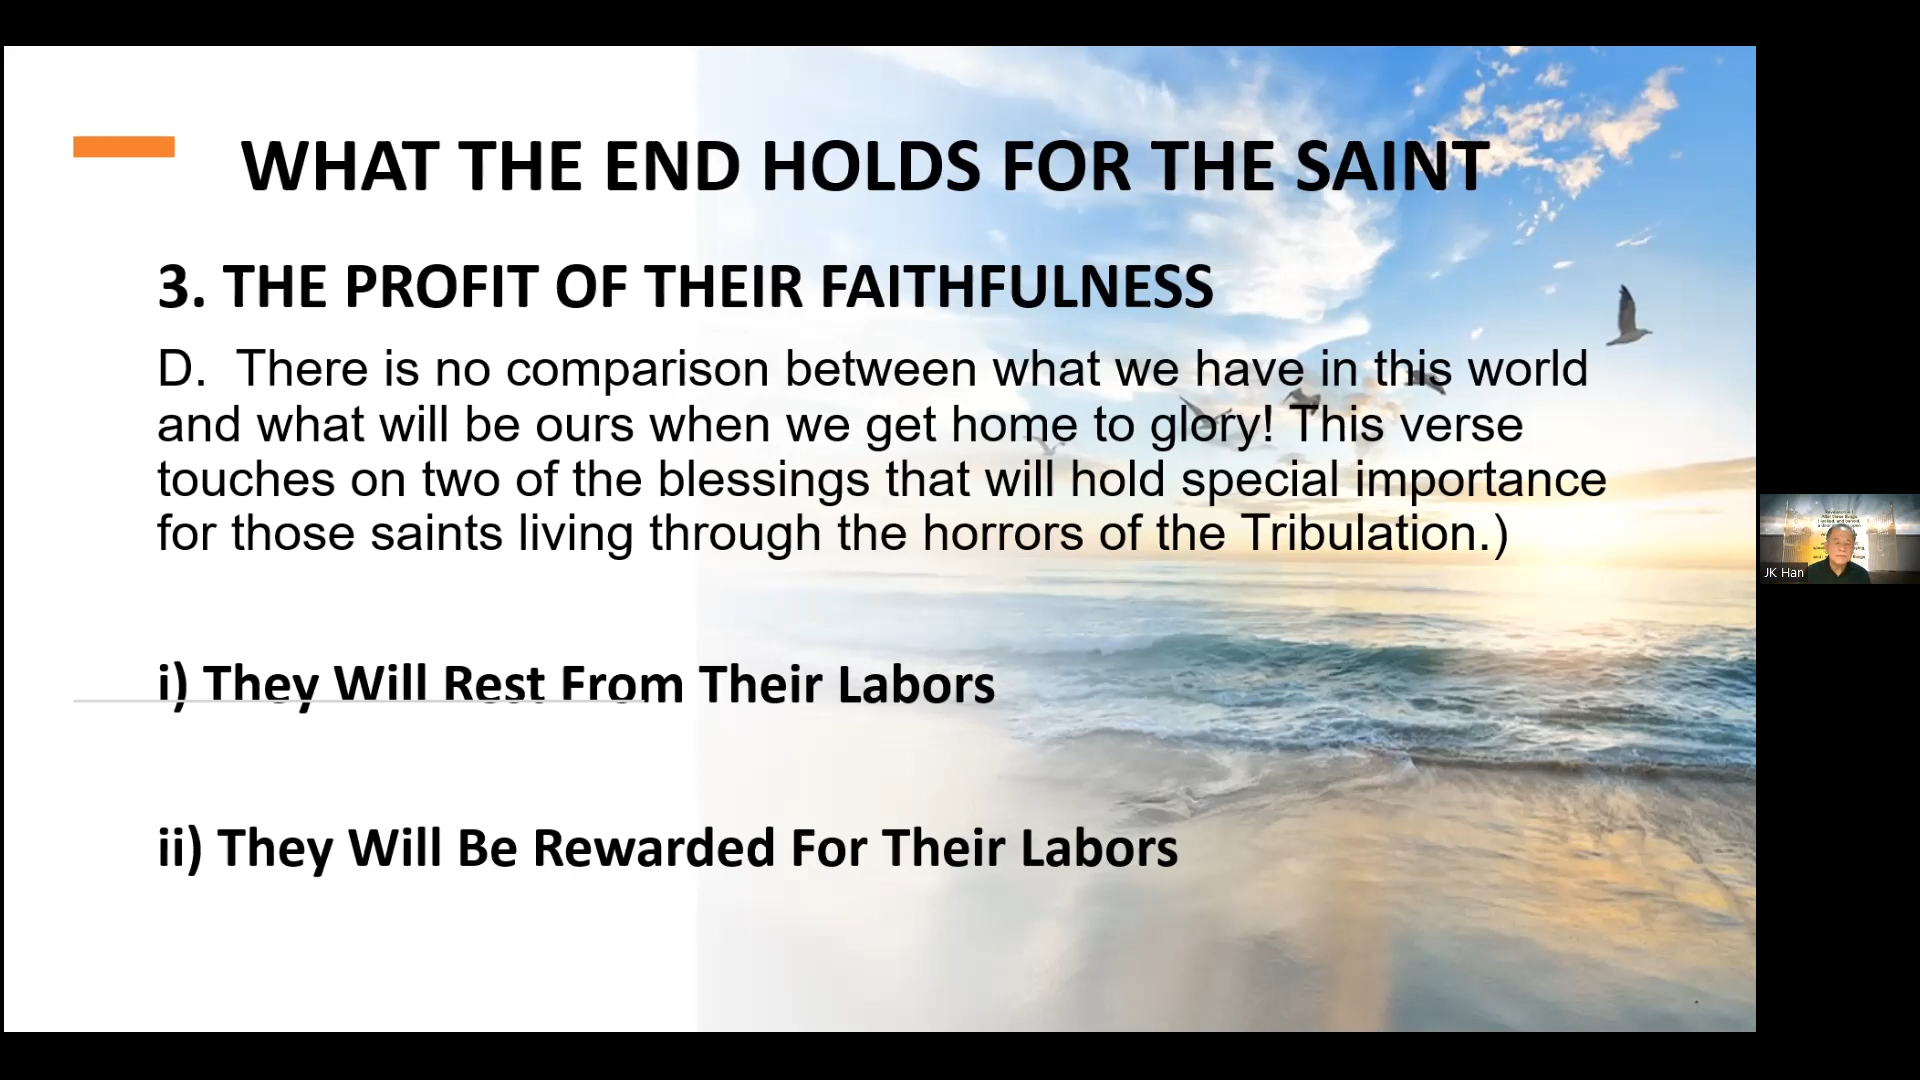 WHAT THE END HOLDS FOR THE SAINT
3. THE PROFIT OF THEIR FAITHFULNESS
D.  There is no comparison between what we have in this world
and what will be ours when we get home to glory! This verse
touches on two of the blessings that will hold special importance
for those saints living through the horrors of the Tribulation.)
i) They Will Rest From Their Labors
ii) They Will Be Rewarded For Their Labors
JK Han